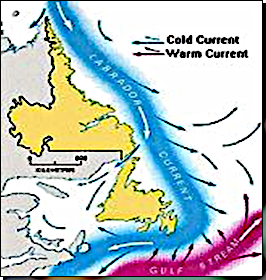 Cold Current
Warm Current
LABRADOR
CURRENT
GULF STREAM